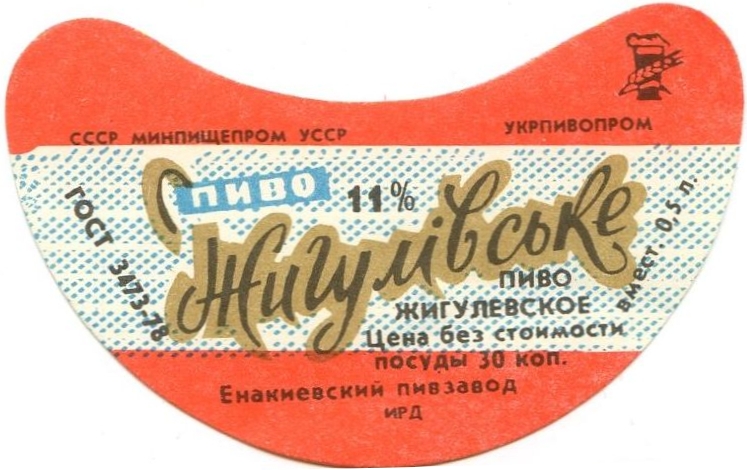 СССР МИНПИЩЕПРОМ УССР
УКРПИВОПРОМ
ПИВО
11%
Жигулівське
ГОСТ 3473-78
вмест. 0,5 л.
ПИВО
ЖИГУЛЕВСКОЕ
Цена без стоимости
посуды 30 коп.
Енакиевский пивзавод
ИРД